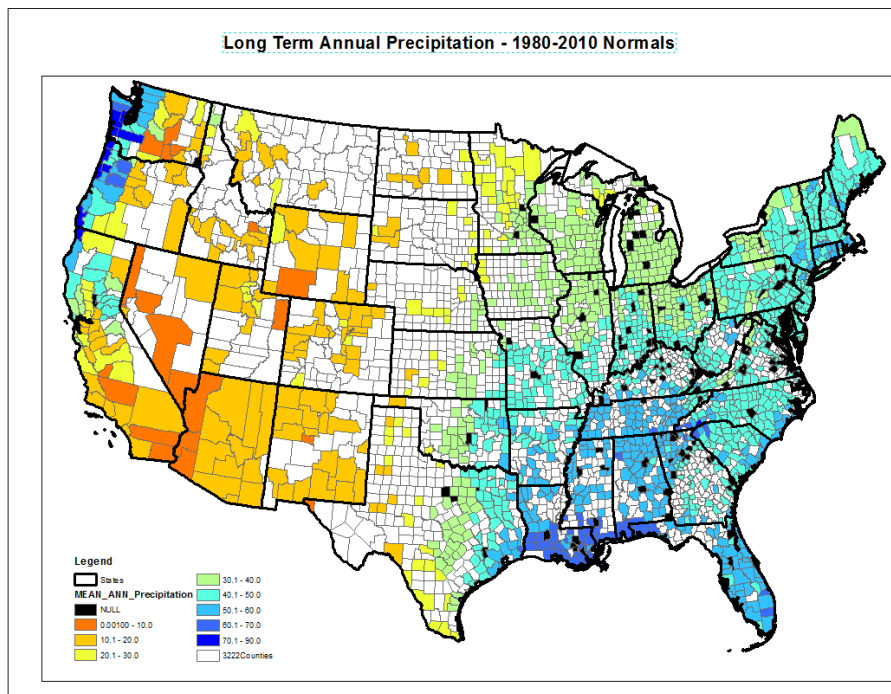 Long Term Annual Precipitation - 1980-2010 Normals
Legend
States
MEAN_ANN_Precipitation
NULL
0.00100 - 10.0
10.1 - 20.0
20.1 - 30.0
30.1 - 40.0
40.1 - 50.0
50.1 - 60.0
60.1 - 70.0
70.1 - 90.0
3222Counties